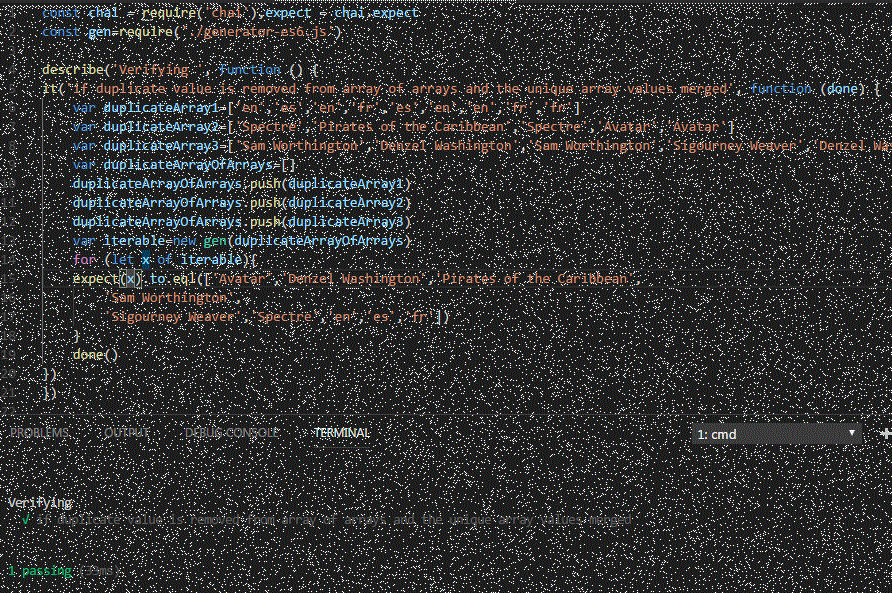 const chai = require('chai'),expect = chai.expect
const gen=require('./generator-es6.js')
describe('Verifying', function () {
it('if duplicate value is removed from array of arrays and the unique array values merged', function (done) {
var duplicateArray1=['en','es','en','fr','es','en','en','fr','fr']
var duplicateArray2=['Spectre','Pirates of the Caribbean','Spectre','Avatar','Avatar']
var duplicateArray3=['Sam Worthington','Denzel Washington','Sam Worthington','Sigourney Weaver','Denzel Wa
var duplicateArrayOfArrays=[]
duplicateArrayOfArrays.push(duplicateArray1)
duplicateArrayOfArrays.push(duplicateArray2)
duplicateArrayOfArrays.push(duplicateArray3)
var iterable=new gen(duplicateArrayOfArrays)
for (let x of iterable){
expect(x).to.eql(['Avatar','Denzel Washington','Pirates of the Caribbean',
'Sam Worthington',
'Sigourney Weaver','Spectre','en','es','fr'])
}
done()
})
})
PROBLEMS OUTPUT DEBUG CONSOLE TERMINAL 1: cmd
Verifying
√ if duplicate value is removed from array of arrays and the unique array values merged
1 passing